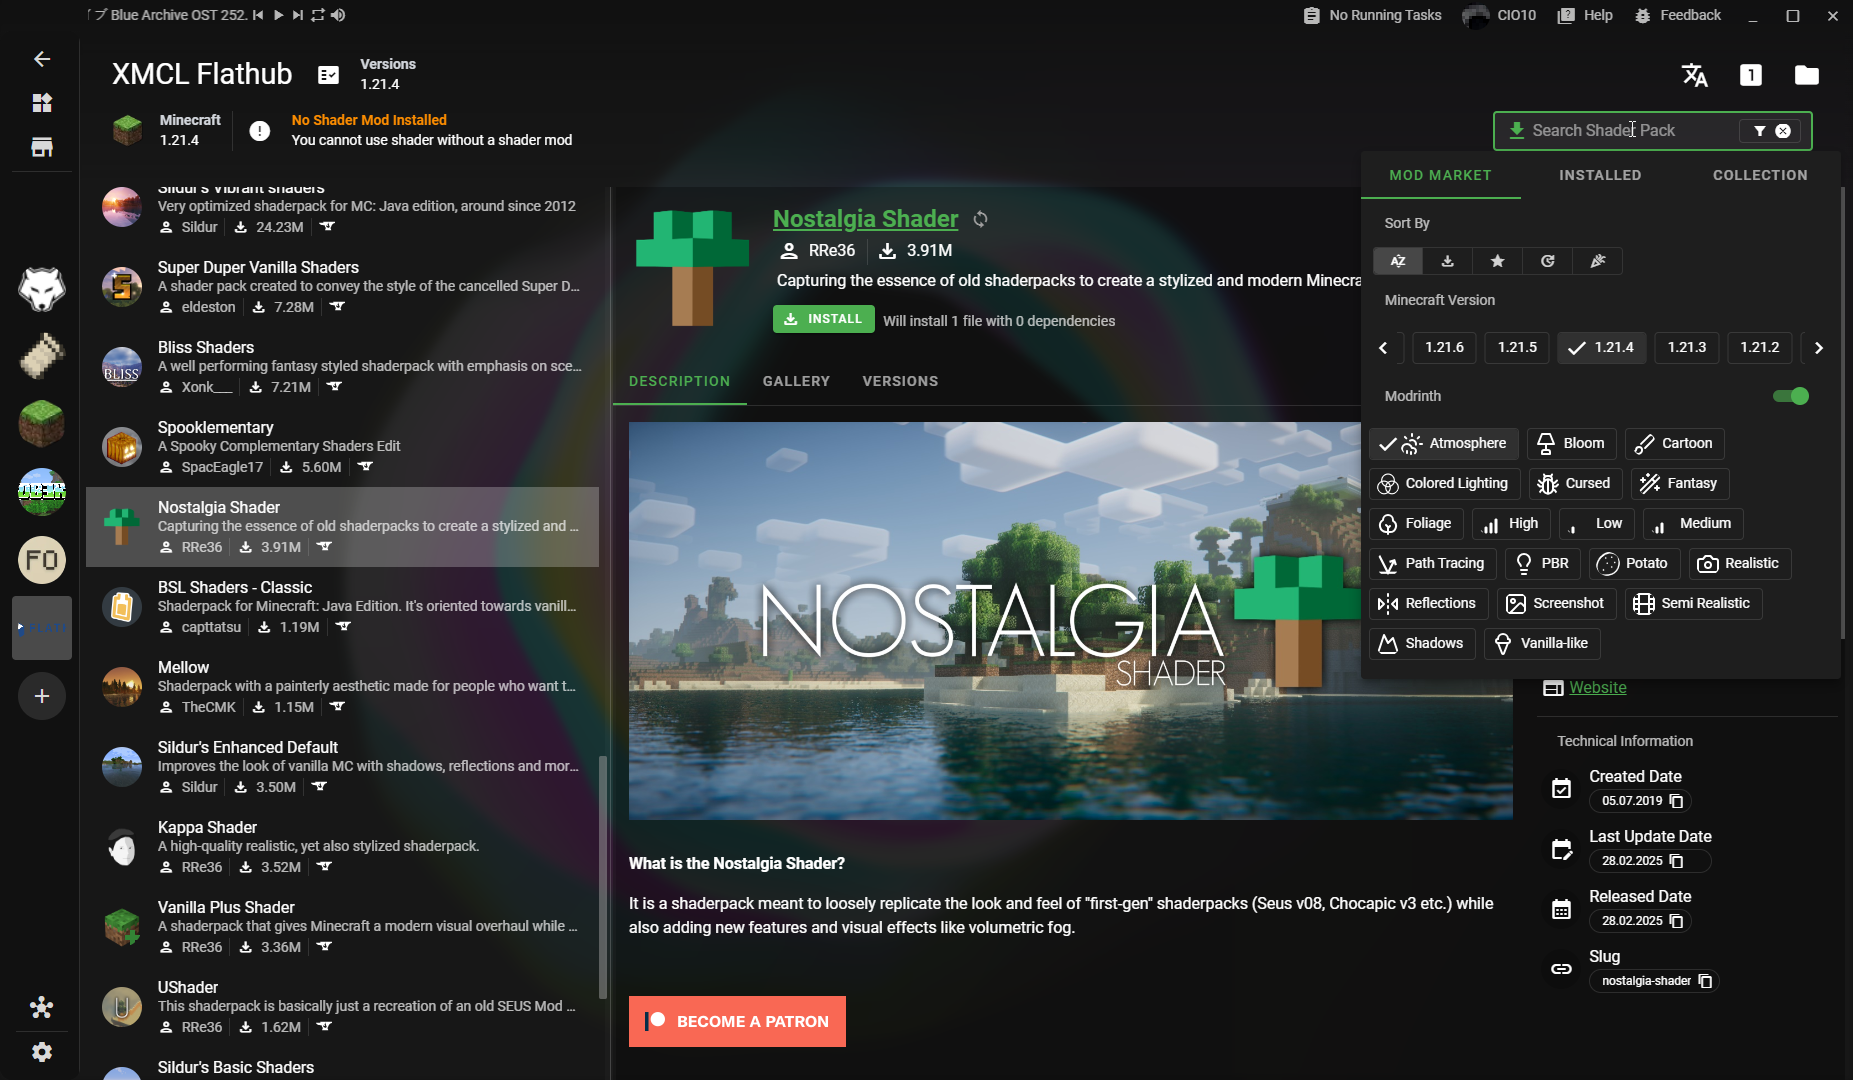 Blue Archive OST 252.
No Running Tasks
CIO10
Help
Feedback
XMCL Flathub
Versions
1.21.4
Minecraft
1.21.4
No Shader Mod Installed
You cannot use shader without a shader mod
Search Shader Pack
MOD MARKET
INSTALLED
COLLECTION
Sort By
AZ
Minecraft Version
1.21.6
1.21.5
1.21.4
1.21.3
1.21.2
Modrinth
Atmosphere
Bloom
Cartoon
Colored Lighting
Cursed
Fantasy
Foliage
High
Low
Medium
Path Tracing
PBR
Potato
Realistic
Reflections
Screenshot
Semi Realistic
Shadows
Vanilla-like
Sildur's Vibrant shaders
Very optimized shaderpack for MC: Java edition, around since 2012
Sildur
24.23M
Super Duper Vanilla Shaders
A shader pack created to convey the style of the cancelled Super D...
eldeston
7.28M
Bliss Shaders
A well performing fantasy styled shaderpack with emphasis on sce...
Xonk__
7.21M
BLISS
Spooklementary
A Spooky Complementary Shaders Edit
SpacEagle17
5.60M
Nostalgia Shader
Capturing the essence of old shaderpacks to create a stylized and ...
RRe36
3.91M
BSL Shaders - Classic
Shaderpack for Minecraft: Java Edition. It's oriented towards vanill...
capttatsu
1.19M
Mellow
Shaderpack with a painterly aesthetic made for people who want t...
TheCMK
1.15M
Sildur's Enhanced Default
Improves the look of vanilla MC with shadows, reflections and mor...
Sildur
3.50M
Kappa Shader
A high-quality realistic, yet also stylized shaderpack.
RRe36
3.52M
Vanilla Plus Shader
A shaderpack that gives Minecraft a modern visual overhaul while ...
RRe36
3.36M
UShader
This shaderpack is basically just a recreation of an old SEUS Mod ...
RRe36
1.62M
Sildur's Basic Shaders
FO
Nostalgia Shader
RRe36
3.91M
Capturing the essence of old shaderpacks to create a stylized and modern Minecra
INSTALL
Will install 1 file with 0 dependencies
DESCRIPTION
GALLERY
VERSIONS
NOSTALGIA
SHADER
What is the Nostalgia Shader?
It is a shaderpack meant to loosely replicate the look and feel of "first-gen" shaderpacks (Seus v08, Chocapic v3 etc.) while
also adding new features and visual effects like volumetric fog.
BECOME A PATRON
Website
Technical Information
Created Date
05.07.2019
Last Update Date
28.02.2025
Released Date
28.02.2025
Slug
nostalgia-shader